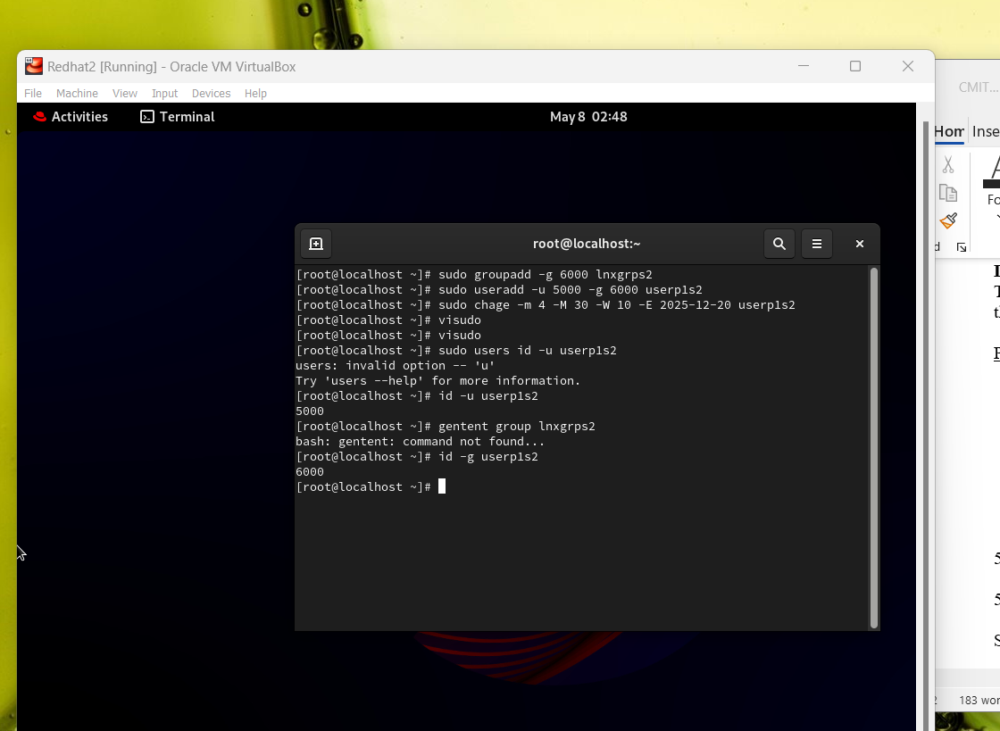 Redhat2 [Running] - Oracle VM VirtualBox
File Machine View Input Devices Help
Activities Terminal May 8 02:48
root@localhost:~
[root@localhost ~]# sudo groupadd -g 6000 lnxgrps2
[root@localhost ~]# sudo useradd -u 5000 -g 6000 userp1s2
[root@localhost ~]# sudo chage -m 4 -M 30 -W 10 -E 2025-12-20 userp1s2
[root@localhost ~]# visudo
[root@localhost ~]# visudo
[root@localhost ~]# sudo users id -u userp1s2
users: invalid option -- 'u'
Try 'users --help' for more information.
[root@localhost ~]# id -u userp1s2
5000
[root@localhost ~]# gentent group lnxgrps2
bash: gentent: command not found...
[root@localhost ~]# id -g userp1s2
6000
[root@localhost ~]#
CMIT...
Hom Inse
Fo
d
183 wor